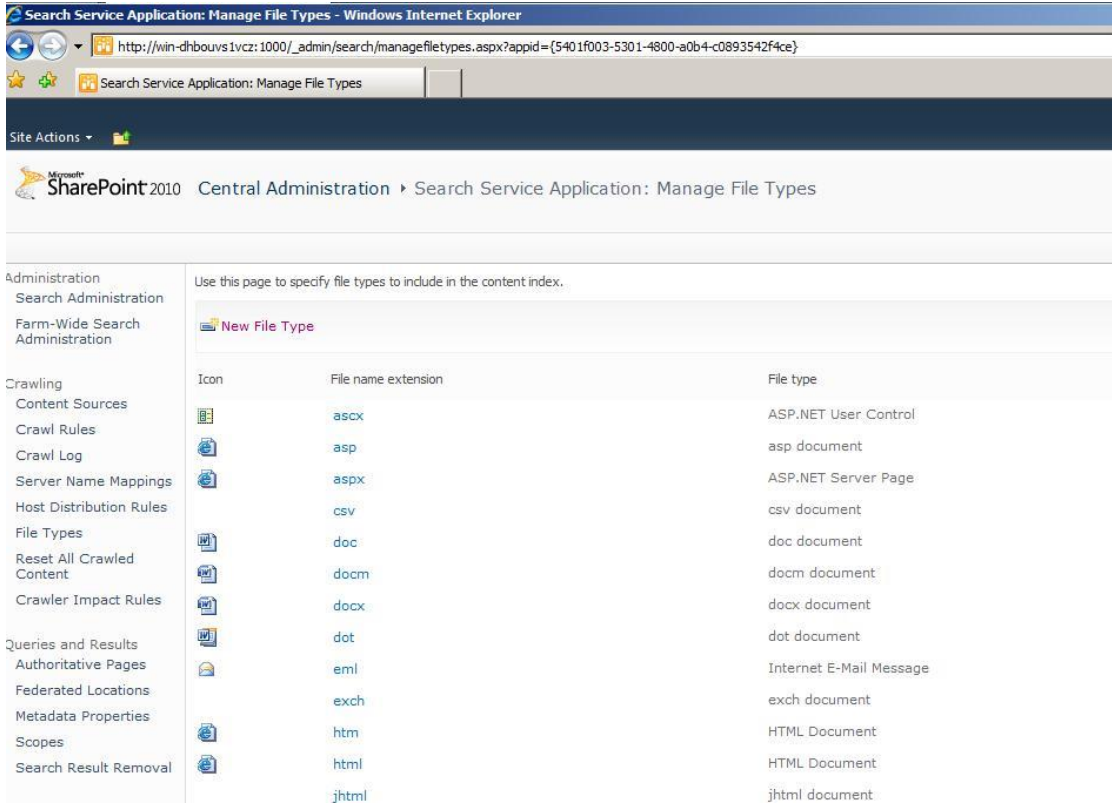 Search Service Application: Manage File Types - Windows Internet Explorer
http://win-dhbouvs1vcz:1000/_admin/search/managefiletypes.aspx?appid={5401f003-5301-4800-a0b4-c0893542f4ce}
Search Service Application: Manage File Types
Site Actions
Microsoft SharePoint 2010 Central Administration Search Service Application: Manage File Types
Administration
Search Administration
Farm-Wide Search
Administration
Crawling
Content Sources
Crawl Rules
Crawl Log
Server Name Mappings
Host Distribution Rules
File Types
Reset All Crawled
Content
Crawler Impact Rules
Queries and Results
Authoritative Pages
Federated Locations
Metadata Properties
Scopes
Search Result Removal
Use this page to specify file types to include in the content index.
New File Type
Icon File name extension File type
ascx ASP.NET User Control
asp asp document
aspx ASP.NET Server Page
csv csv document
doc doc document
docm docm document
docx docx document
dot dot document
eml Internet E-Mail Message
exch exch document
htm HTML Document
html HTML Document
jhtml jhtml document